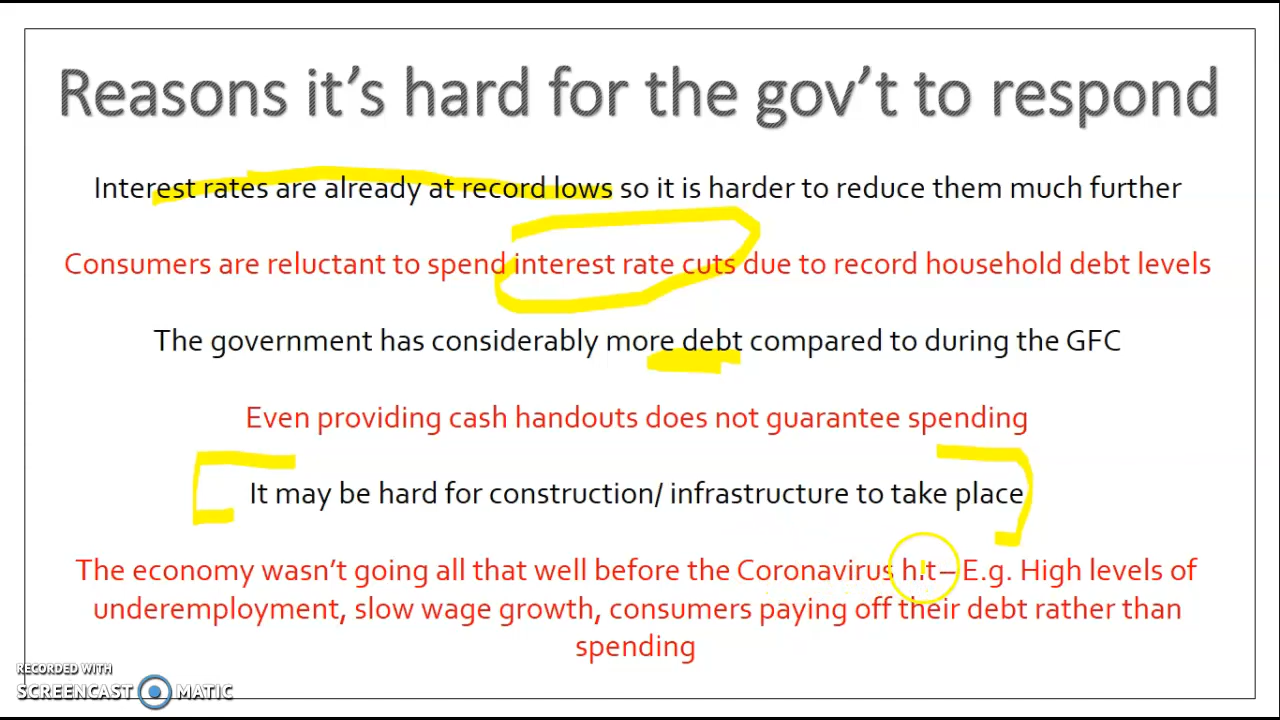 Reasons it's hard for the gov't to respond
Interest rates are already at record lows so it is harder to reduce them much further
Consumers are reluctant to spend interest rate cuts due to record household debt levels
The government has considerably more debt compared to during the GFC
Even providing cash handouts does not guarantee spending
It may be hard for construction/ infrastructure to take place
The economy wasn't going all that well before the Coronavirus hit – E.g. High levels of
underemployment, slow wage growth, consumers paying off their debt rather than
spending
RECORDED WITH
SCREENCAST MATIC